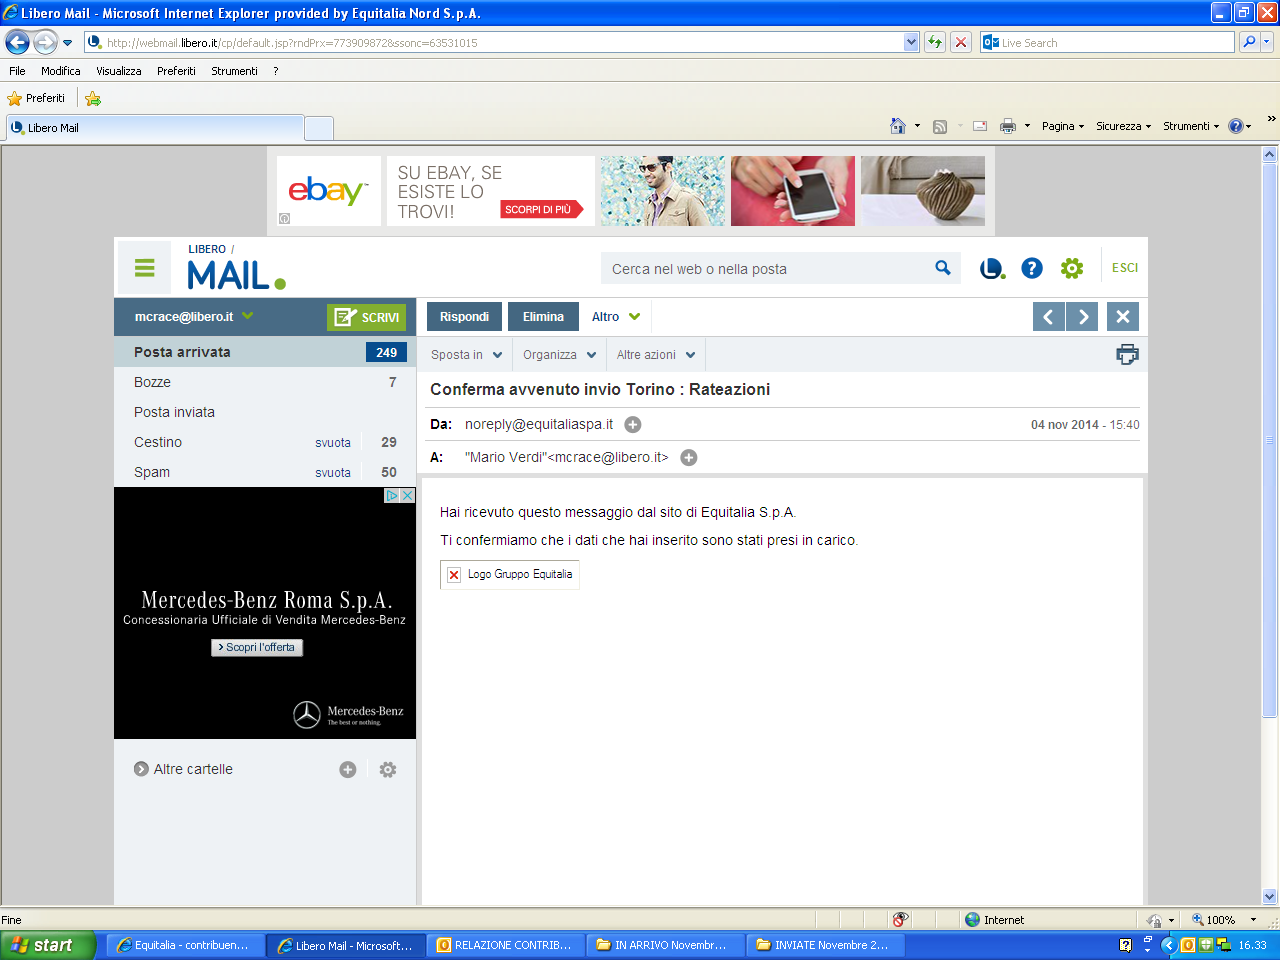 Libero Mail - Microsoft Internet Explorer provided by Equitalia Nord S.p.A.
http://webmail.libero.it/cp/default.jsp?rndPrx=773909872&ssonc=63531015
Live Search
File Modifica Visualizza Preferiti Strumenti ?
Preferiti
Libero Mail
Pagina Sicurezza Strumenti
ebay™
SU EBAY, SE
ESISTE LO
TROVI!
SCORPI DI PIÙ
LIBERO /
MAIL
Cerca nel web o nella posta
ESCI
mcrace@libero.it
SCRIVI
Rispondi Elimina Altro
Posta arrivata 249
Bozze 7
Posta inviata
Cestino svuota 29
Spam svuota 50
Sposta in Organizza Altre azioni
Conferma avvenuto invio Torino : Rateazioni
Da: noreply@equitaliaspa.it
04 nov 2014 - 15:40
A: "Mario Verdi"<mcrace@libero.it>
Hai ricevuto questo messaggio dal sito di Equitalia S.p.A.
Ti confermiamo che i dati che hai inserito sono stati presi in carico.
Logo Gruppo Equitalia
Mercedes-Benz Roma S.p.A.
Concessionaria Ufficiale di Vendita Mercedes-Benz
› Scopri l'offerta
Mercedes-Benz
The best or nothing.
Altre cartelle
Fine
Internet
100%
start
Equitalia - contribuen...
Libero Mail - Microsoft...
RELAZIONE CONTRIB...
IN ARRIVO Novembr...
INVIATE Novembre 2...
16.33